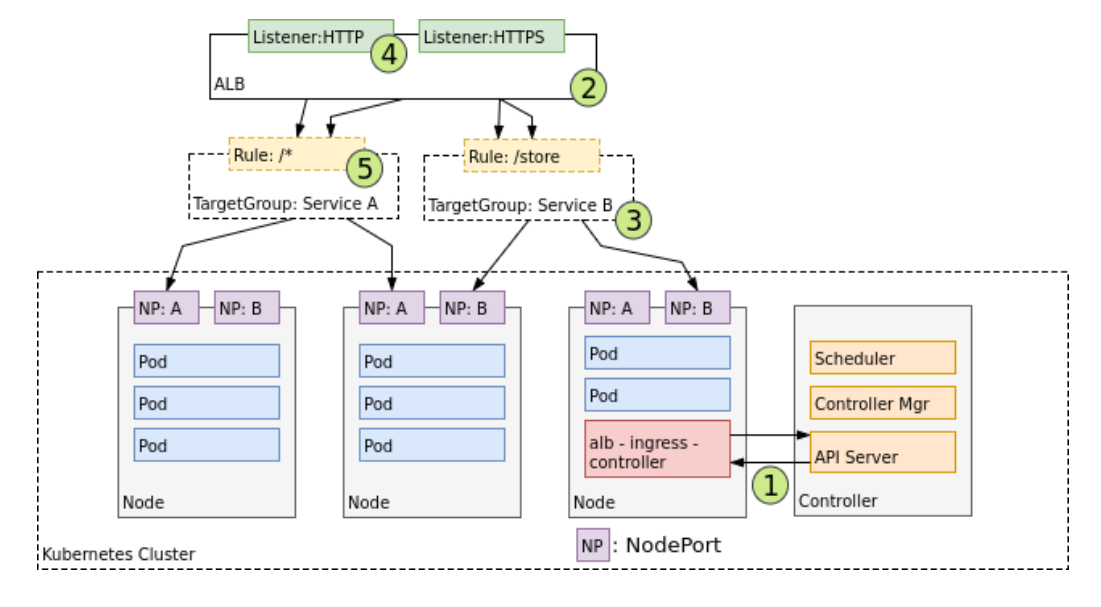 Listener:HTTP
Listener:HTTPS
4
ALB
2
Rule: /*
Rule: /store
5
TargetGroup: Service A
TargetGroup: Service B
3
NP: A
NP: B
NP: A
NP: B
NP: A
NP: B
Pod
Pod
Pod
Node
Pod
Pod
Pod
Node
Pod
Pod
alb - ingress -
controller
Node
Scheduler
Controller Mgr
API Server
1
Controller
NP : NodePort
Kubernetes Cluster